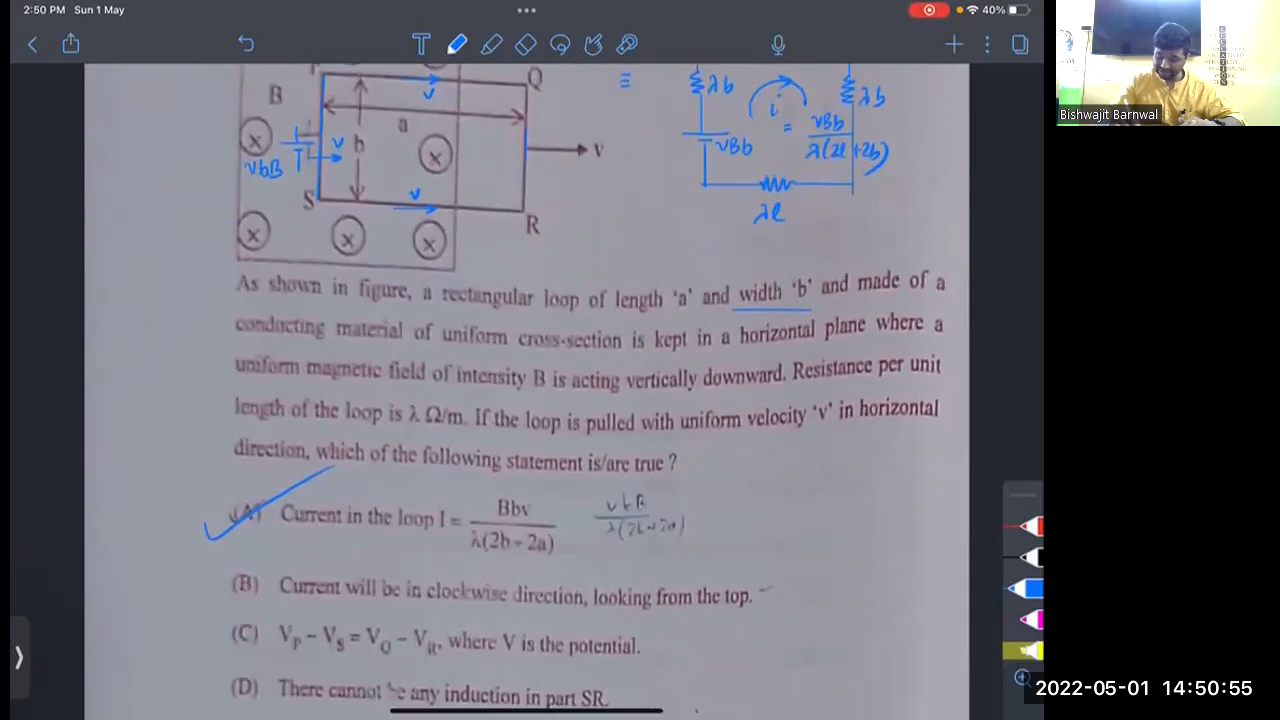 2:50 PM Sun 1 May
40%
Bishwajit Barnwal
B
Q
v
a
b
v
v
vbB
S
v
R
x
x
x
x
x
≡
λb
i
λb
= vBb / λ(2l+2b)
vBb
λl
As shown in figure, a rectangular loop of length 'a' and width 'b' and made of a
conducting material of uniform cross-section is kept in a horizontal plane where a
uniform magnetic field of intensity B is acting vertically downward. Resistance per unit
length of the loop is λ Ω/m. If the loop is pulled with uniform velocity 'v' in horizontal
direction, which of the following statement is/are true ?
(A) Current in the loop I = Bbv / λ(2b + 2a) vbB / λ(2b+2a)
(B) Current will be in clockwise direction, looking from the top.
(C) VP – VS = VQ – VR, where V is the potential.
(D) There cannot be any induction in part SR.
2022-05-01 14:50:55